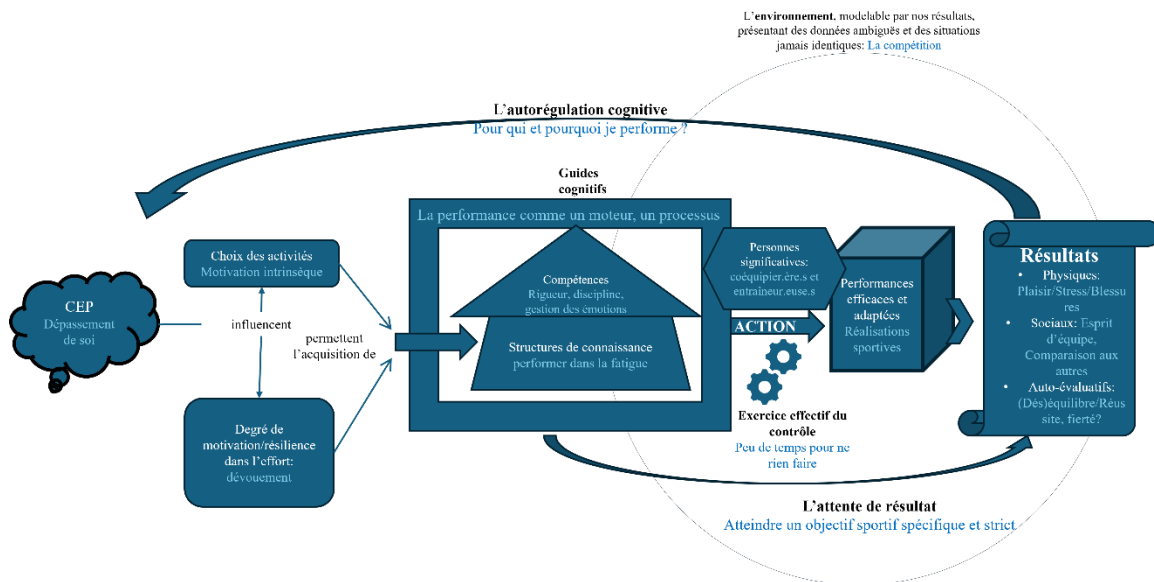 L'environnement, modelable par nos résultats,
présentant des données ambiguës et des situations
jamais identiques: La compétition
L'autorégulation cognitive
Pour qui et pourquoi je performe ?
Guides
cognitifs
La performance comme un moteur, un processus
Choix des activités
Motivation intrinsèque
CEP
Dépassement
de soi
influencent
permettent
l'acquisition de
Degré de
motivation/résilience
dans l'effort:
dévouement
Compétences
Rigueur, discipline,
gestion des émotions
Structures de connaissance
performer dans la fatigue
Personnes
significatives:
coéquipier.ère.s et
entraîneur.euse.s
ACTION
Exercice effectif du
contrôle
Peu de temps pour ne
rien faire
Performances
efficaces et
adaptées
Réalisations
sportives
Résultats
• Physiques:
Plaisir/Stress/Blessu
res
• Sociaux: Esprit
d'équipe,
Comparaison aux
autres
• Auto-évaluatifs:
(Dés)équilibre/Réus
site, fierté?
L'attente de résultat
Atteindre un objectif sportif spécifique et strict